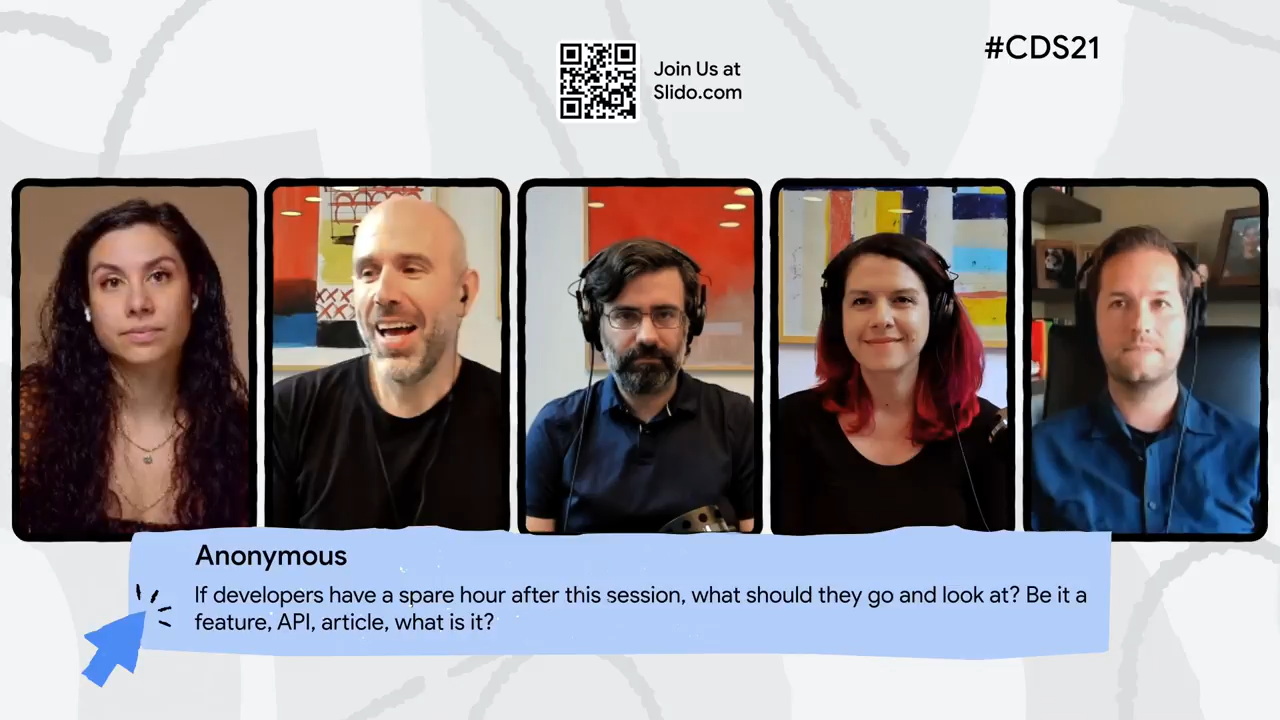 #CDS21
Join Us at
Slido.com
Anonymous
If developers have a spare hour after this session, what should they go and look at? Be it a
feature, API, article, what is it?